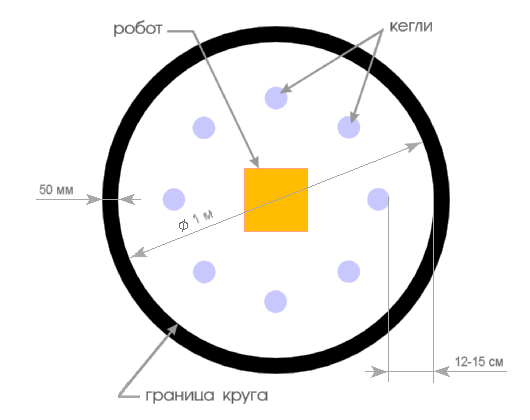 робот
кегли
50 мм
ф 1 м
12-15 см
граница круга